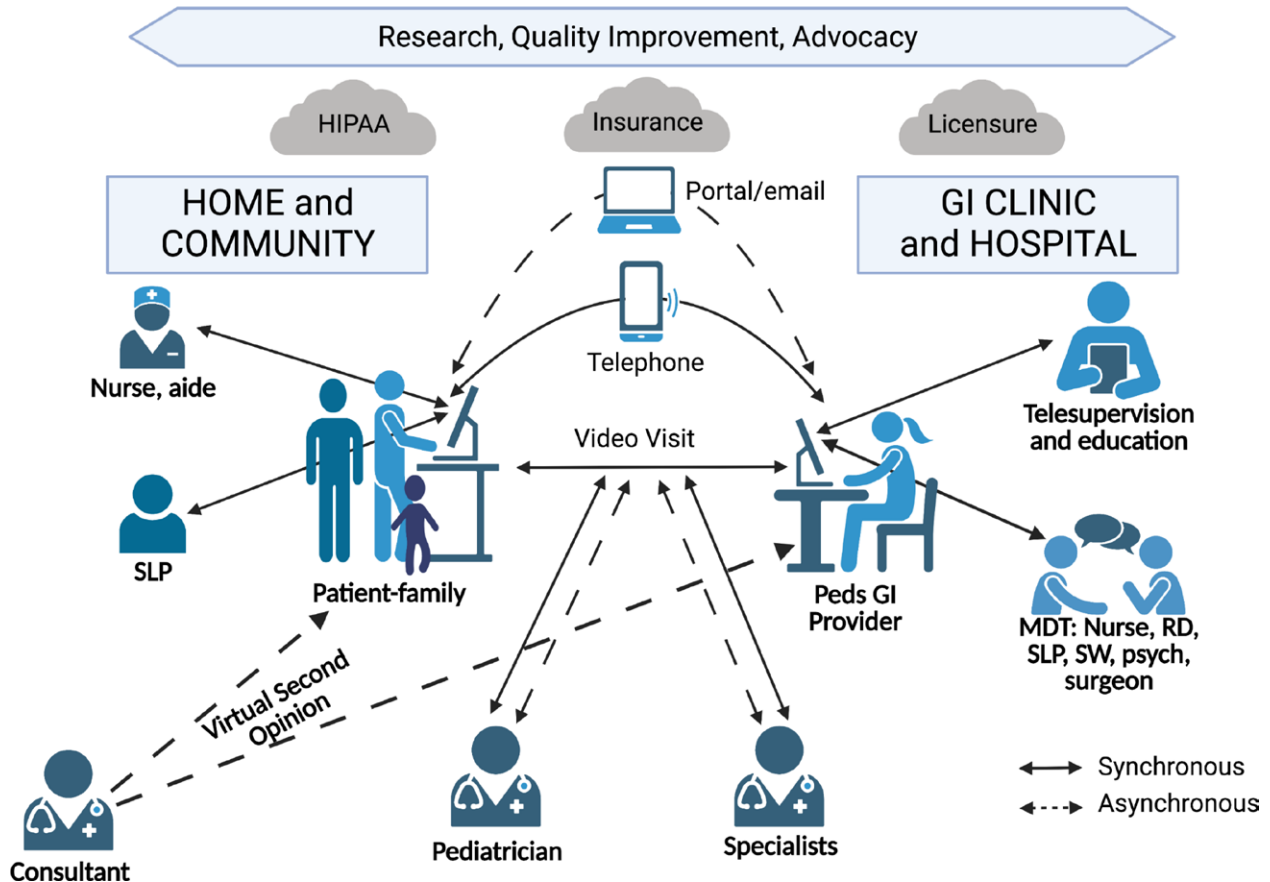 Research, Quality Improvement, Advocacy
HIPAA
Insurance
Licensure
HOME and
COMMUNITY
Portal/email
GI CLINIC
and HOSPITAL
Telephone
Nurse, aide
Video Visit
Telesupervision
and education
SLP
Patient-family
Peds GI
Provider
MDT: Nurse, RD,
SLP, SW, psych,
surgeon
Virtual Second
Opinion
Consultant
Pediatrician
Specialists
Synchronous
Asynchronous